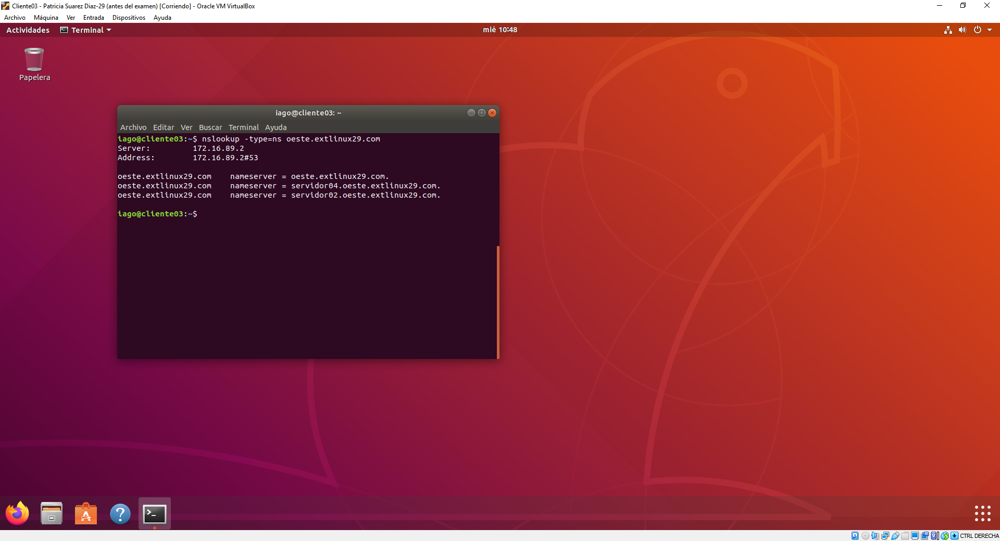 Cliente03 - Patricia Suarez Diaz-29 (antes del examen) [Corriendo] - Oracle VM VirtualBox
Archivo Máquina Ver Entrada Dispositivos Ayuda
Actividades Terminal mié 10:48
Papelera
iago@cliente03: ~
Archivo Editar Ver Buscar Terminal Ayuda
iago@cliente03:~$ nslookup -type=ns oeste.extlinux29.com
Server: 172.16.89.2
Address: 172.16.89.2#53
oeste.extlinux29.com nameserver = oeste.extlinux29.com.
oeste.extlinux29.com nameserver = servidor04.oeste.extlinux29.com.
oeste.extlinux29.com nameserver = servidor02.oeste.extlinux29.com.
iago@cliente03:~$
CTRL DERECHA